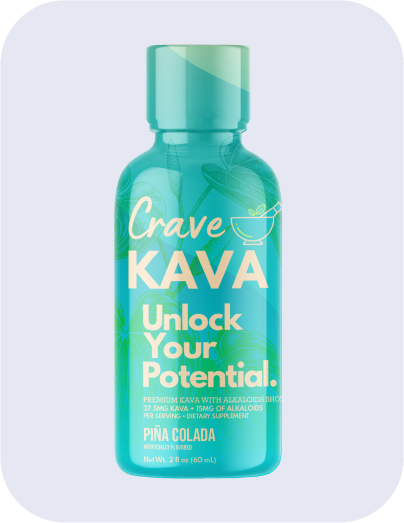 Crave
KAVA
Unlock
Your
Potential.
PREMIUM KAVA WITH ALKALOIDS SHOT
37.5MG KAVA • 15MG OF ALKALOIDS
PER SERVING • DIETARY SUPPLEMENT
PIÑA COLADA
ARTIFICIALLY FLAVORED
Net Wt. 2 fl oz (60 mL)